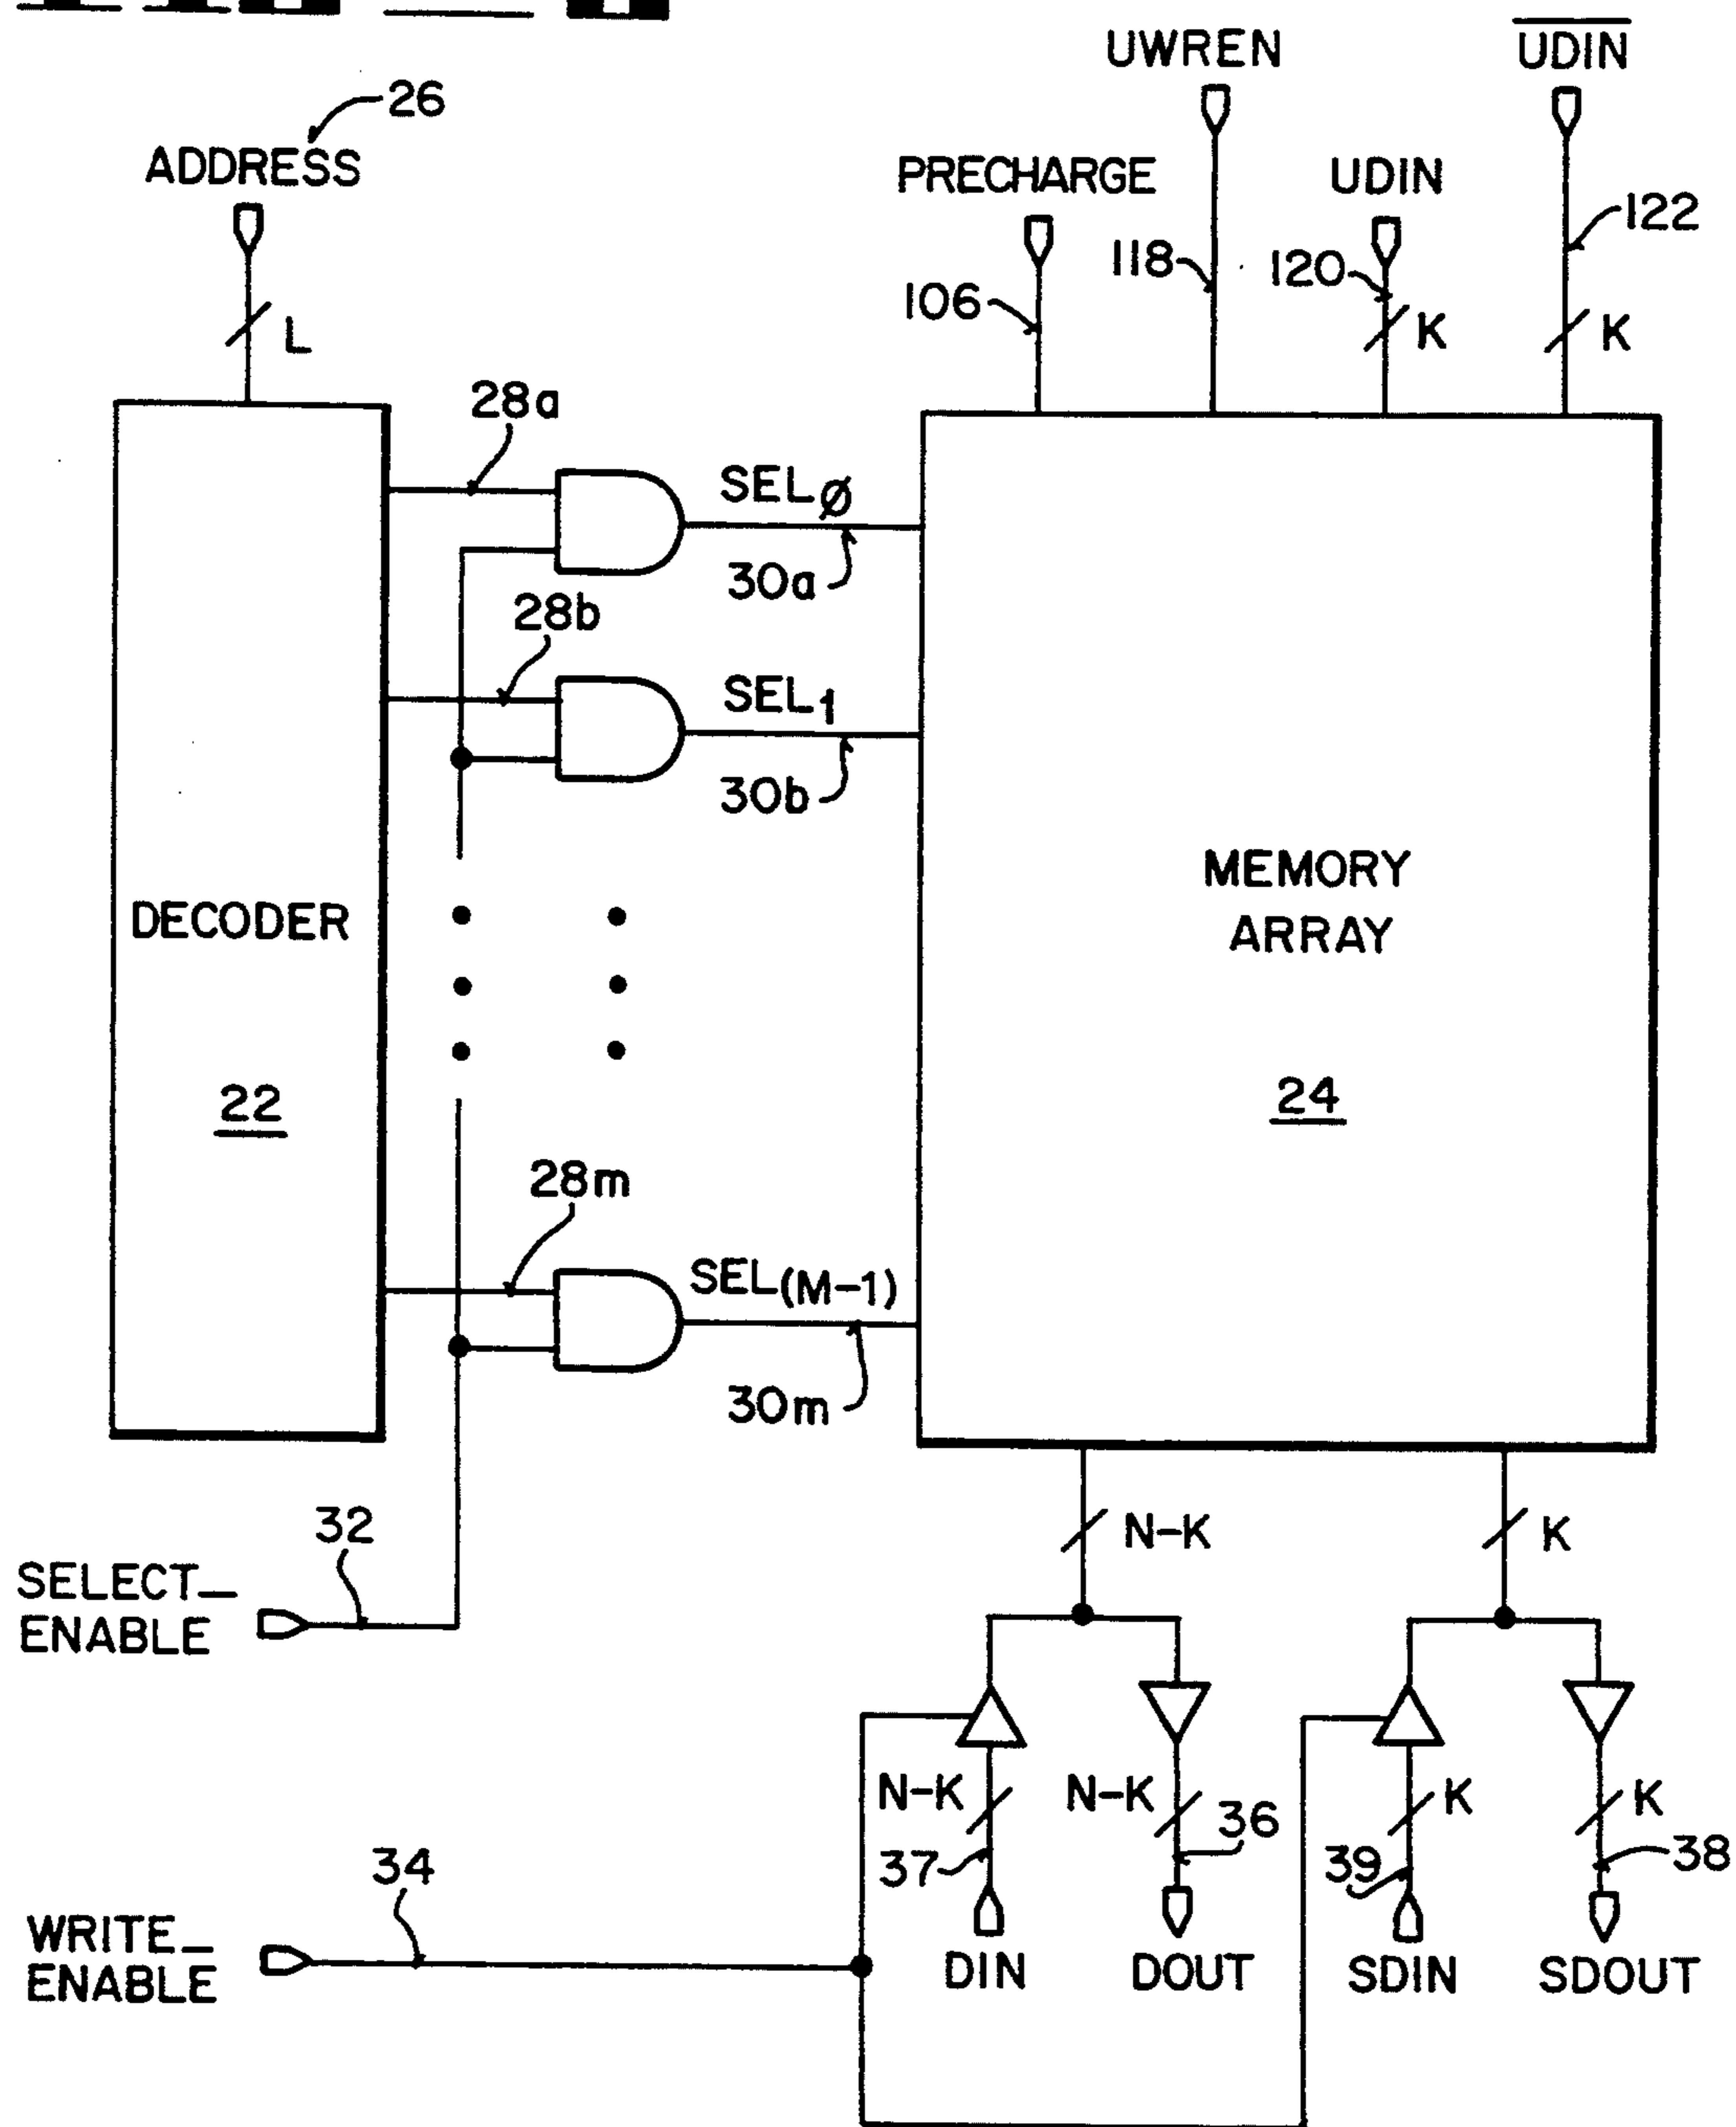 UWREN
UDIN
26
ADDRESS
PRECHARGE
UDIN
122
118
120
106
L
K
K
28a
SELØ
30a
28b
SEL1
30b
DECODER
MEMORY
ARRAY
22
24
28m
SEL(M-1)
30m
32
N-K
K
SELECT_
ENABLE
N-K
N-K
K
K
36
37
39
38
34
WRITE_
ENABLE
DIN
DOUT
SDIN
SDOUT